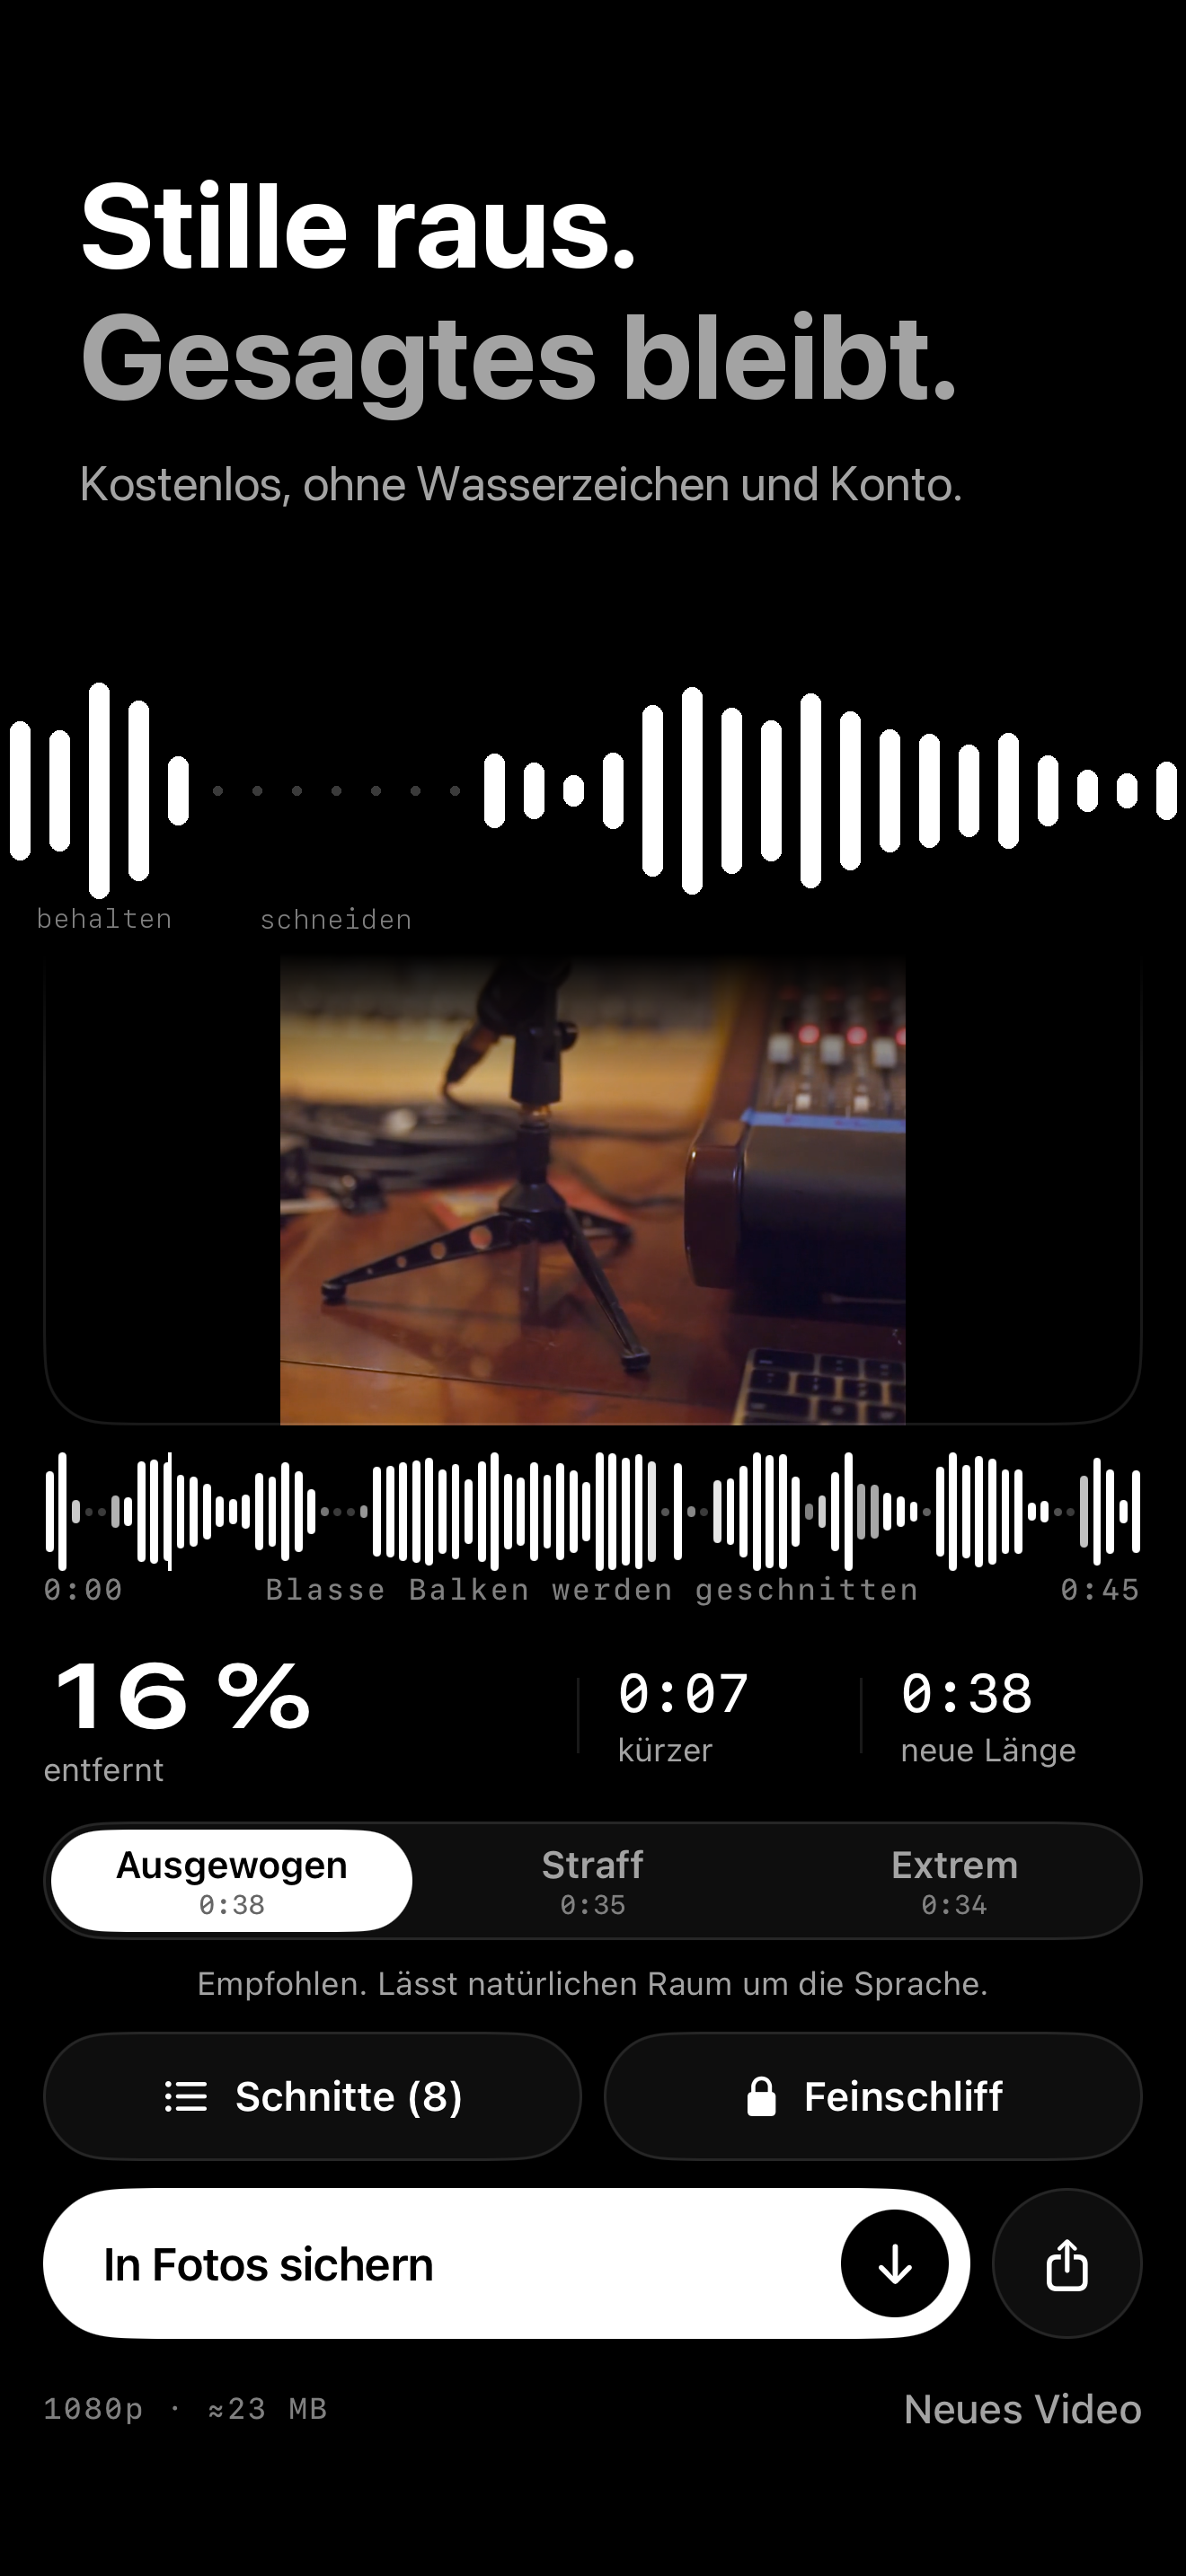 Stille raus.
Gesagtes bleibt.
Kostenlos, ohne Wasserzeichen und Konto.
behalten schneiden
0:00 Blasse Balken werden geschnitten 0:45
16 % 0:07 0:38
entfernt kürzer neue Länge
Ausgewogen Straff Extrem
0:38 0:35 0:34
Empfohlen. Lässt natürlichen Raum um die Sprache.
Schnitte (8) Feinschliff
In Fotos sichern
1080p · ≈23 MB Neues Video